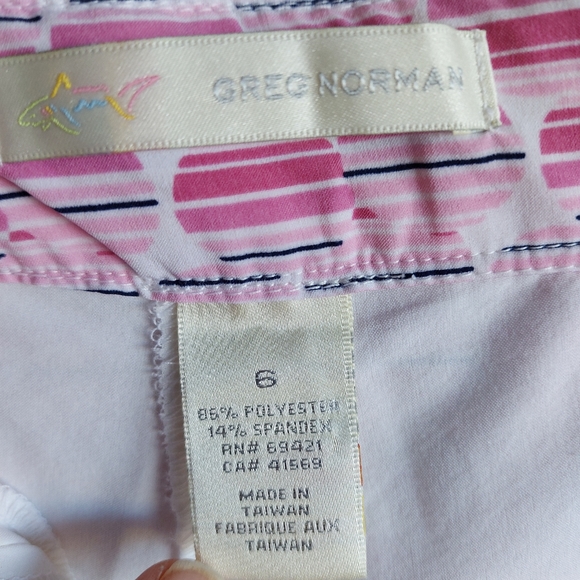 GREG NORMAN
6
86% POLYESTER
14% SPANDEX
RN# 69421
CA# 41569
MADE IN
TAIWAN
FABRIQUE AUX
TAIWAN